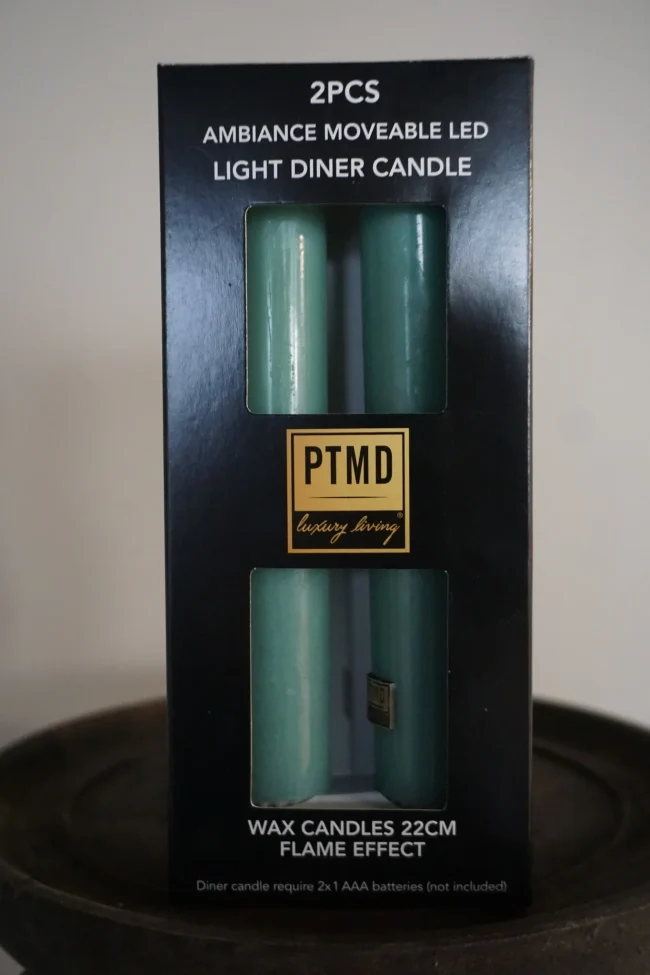 2PCS
AMBIANCE MOVEABLE LED
LIGHT DINER CANDLE
PTMD
luxury living®
WAX CANDLES 22CM
FLAME EFFECT
Diner candle require 2x1 AAA batteries (not included)